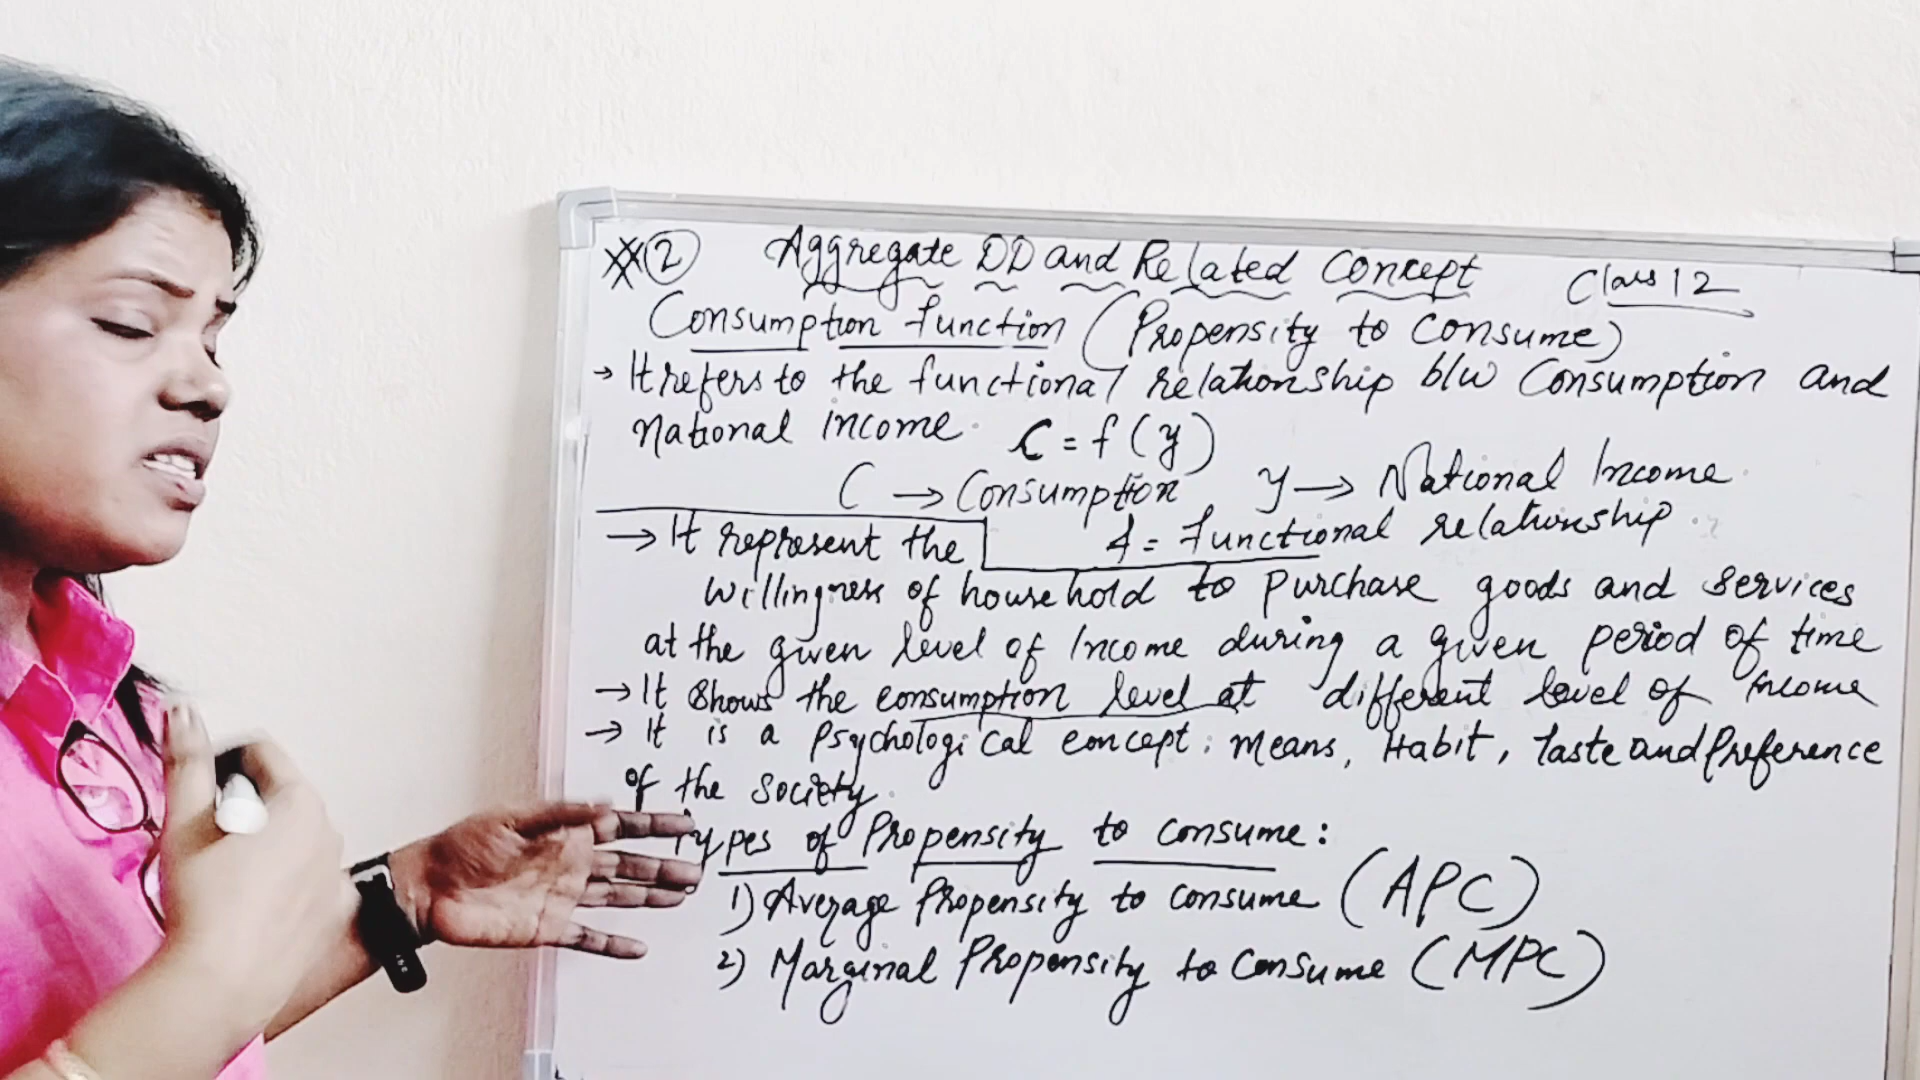 ② Aggregate DD and Related Concept Class 12
Consumption function (Propensity to Consume)
→ It refers to the functional relationship b/w Consumption and
National Income. C = f(y)
C → Consumption y → National Income.
f = functional relationship.
→ It represent the
willingness of household to purchase goods and services
at the given level of Income during a given period of time
→ It shows the consumption level at different level of Income
→ It is a Psychological concept: means, Habit, Taste and Preference
of the society.
Types of Propensity to consume:
1) Average Propensity to consume (APC)
2) Marginal Propensity to Consume (MPC)